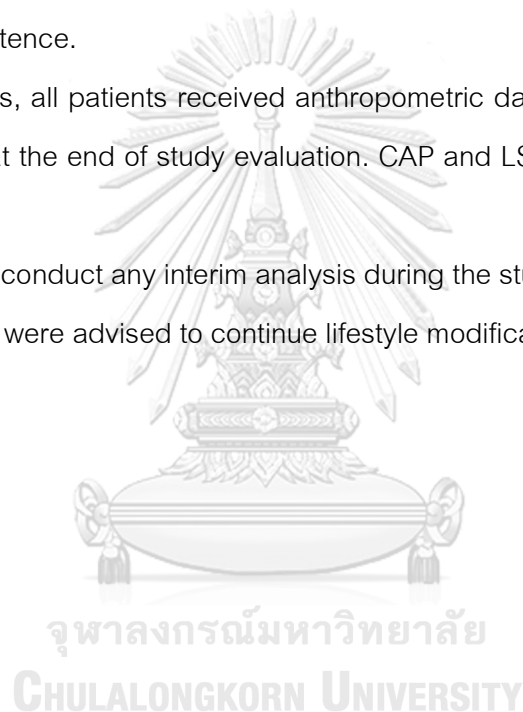 tence.
s, all patients received anthropometric da
at the end of study evaluation. CAP and LS
conduct any interim analysis during the stu
were advised to continue lifestyle modifica
จุฬาลงกรณ์มหาวิทยาลัย
CHULALONGKORN UNIVERSITY